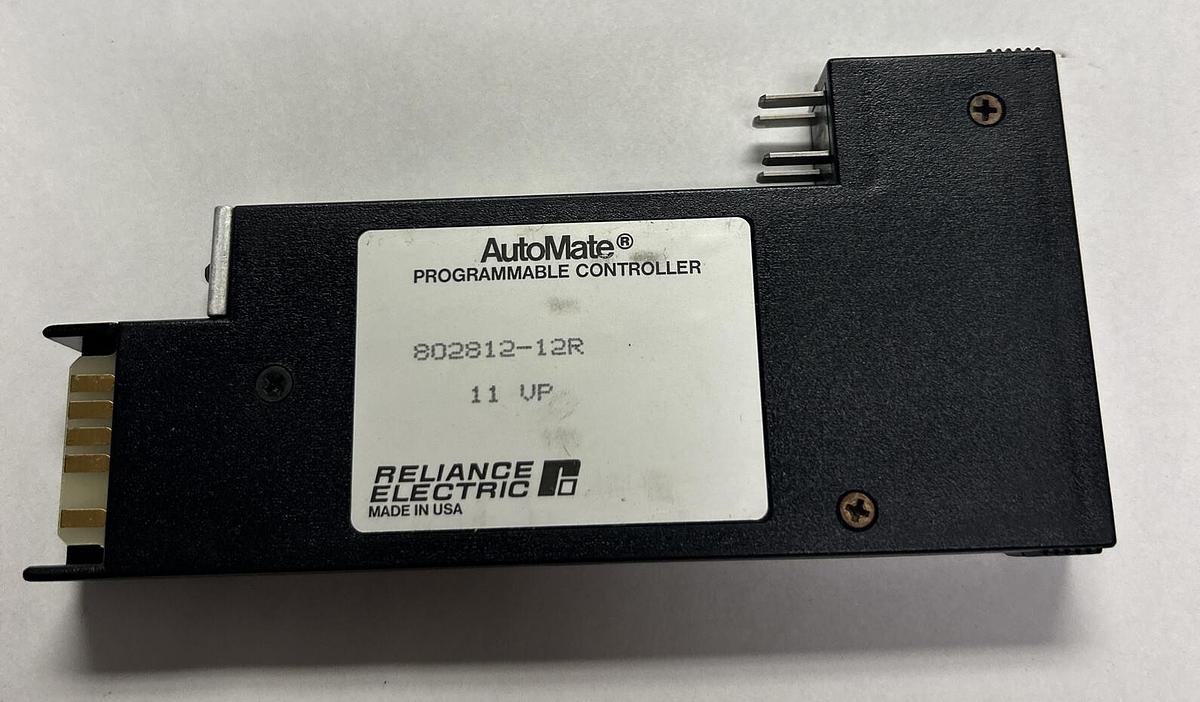 AutoMate®
PROGRAMMABLE CONTROLLER
802812-12R
11 VP
RELIANCE
ELECTRIC
MADE IN USA